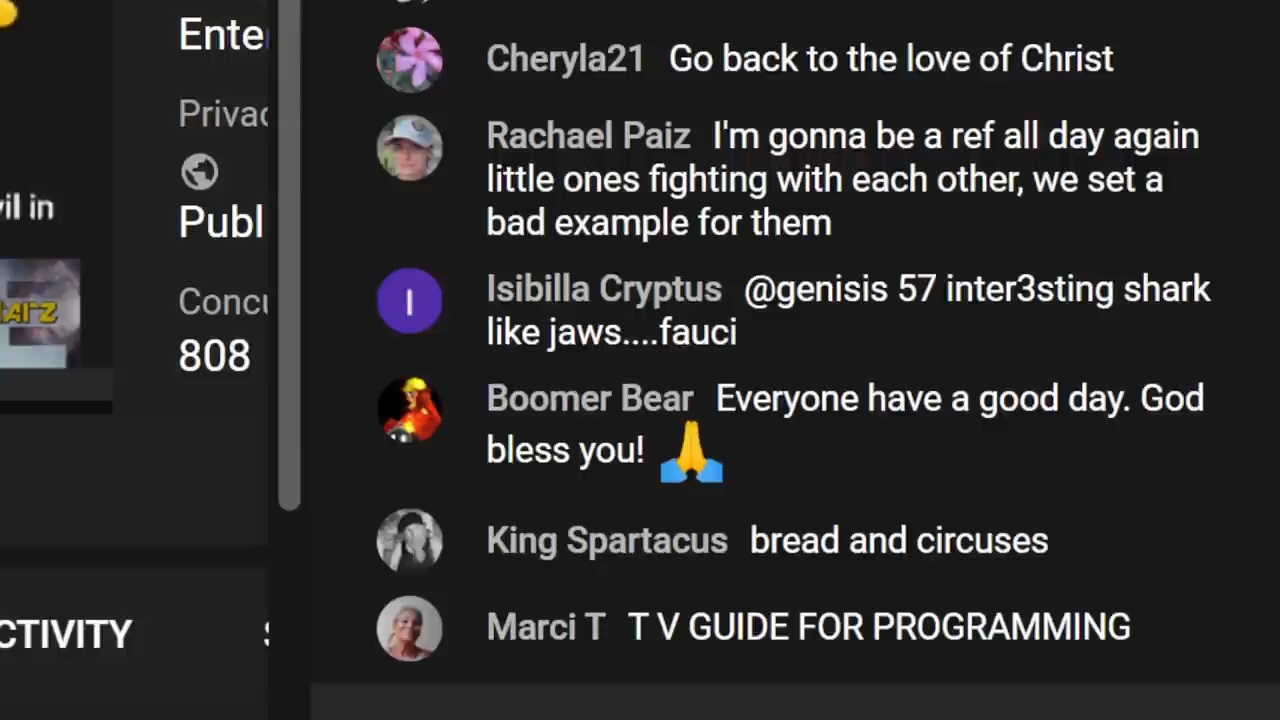 Ente
Privac
Publ
Concu
808
vil in
CTIVITY
Cheryla21 Go back to the love of Christ
Rachael Paiz I'm gonna be a ref all day again
little ones fighting with each other, we set a
bad example for them
Isibilla Cryptus @genisis 57 inter3sting shark
like jaws....fauci
Boomer Bear Everyone have a good day. God
bless you! 🙏
King Spartacus bread and circuses
Marci T T V GUIDE FOR PROGRAMMING